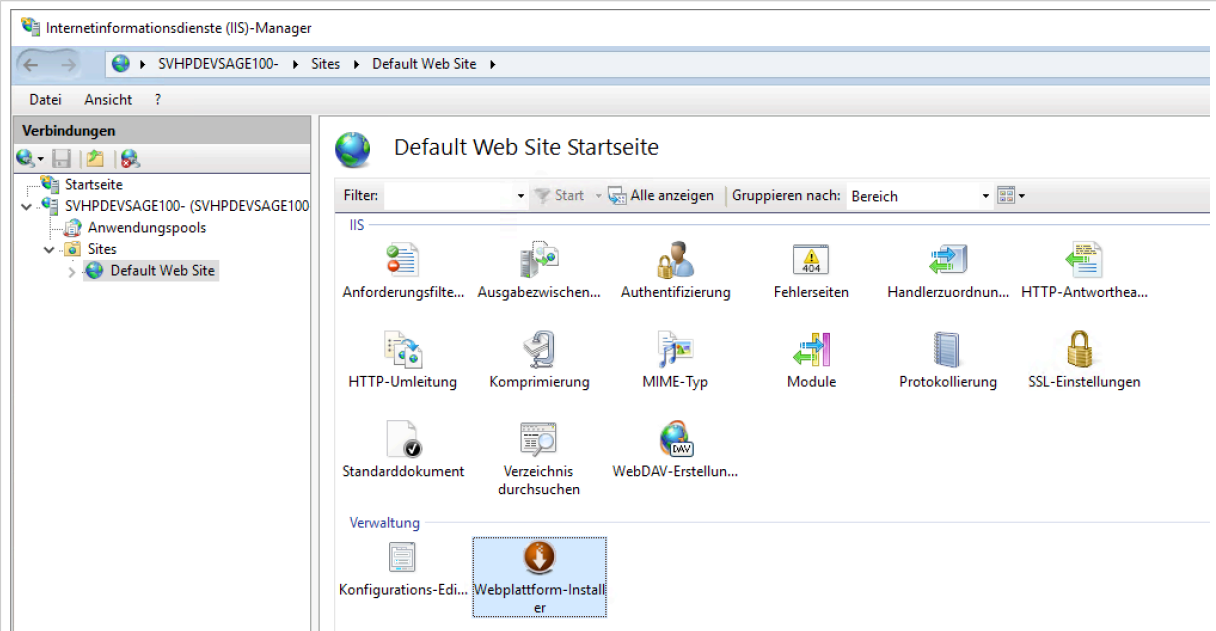 Internetinformationsdienste (IIS)-Manager
SVHPDEVSAGE100- Sites Default Web Site
Datei Ansicht ?
Verbindungen
Startseite
SVHPDEVSAGE100- (SVHPDEVSAGE100
Anwendungspools
Sites
Default Web Site
Default Web Site Startseite
Filter: Start Alle anzeigen Gruppieren nach: Bereich
IIS
Anforderungsfilte... Ausgabezwischen... Authentifizierung Fehlerseiten Handlerzuordnun... HTTP-Antworthea...
404
HTTP-Umleitung Komprimierung MIME-Typ Module Protokollierung SSL-Einstellungen
DAV
Standarddokument Verzeichnis durchsuchen WebDAV-Erstellun...
Verwaltung
Konfigurations-Edi... Webplattform-Install
er